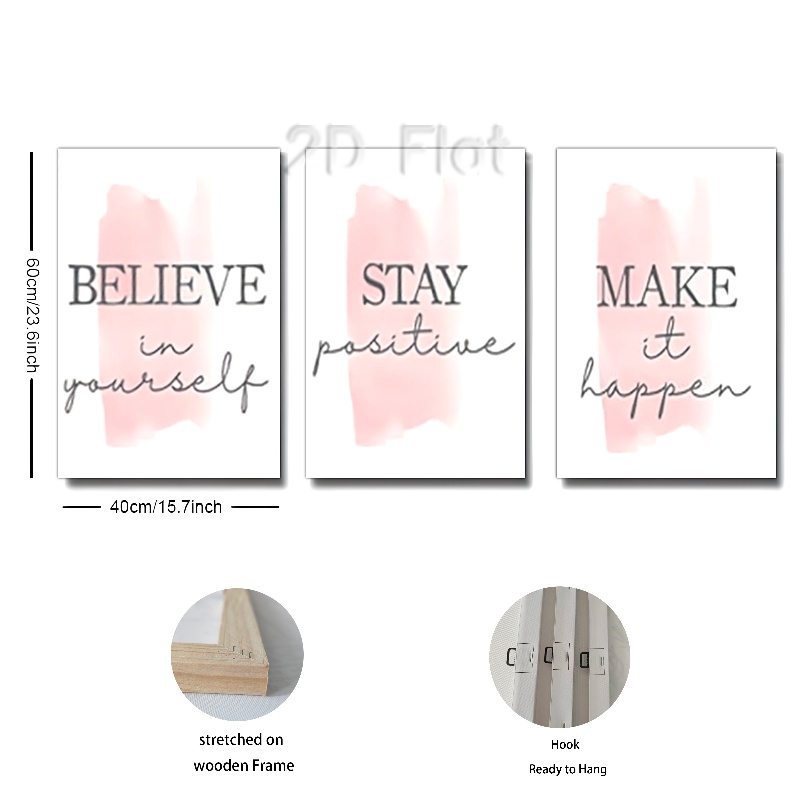 2D Flat
BELIEVE
in
yourself
STAY
positive
MAKE
it
happen
60cm/23.6inch
40cm/15.7inch
stretched on
wooden Frame
Hook
Ready to Hang